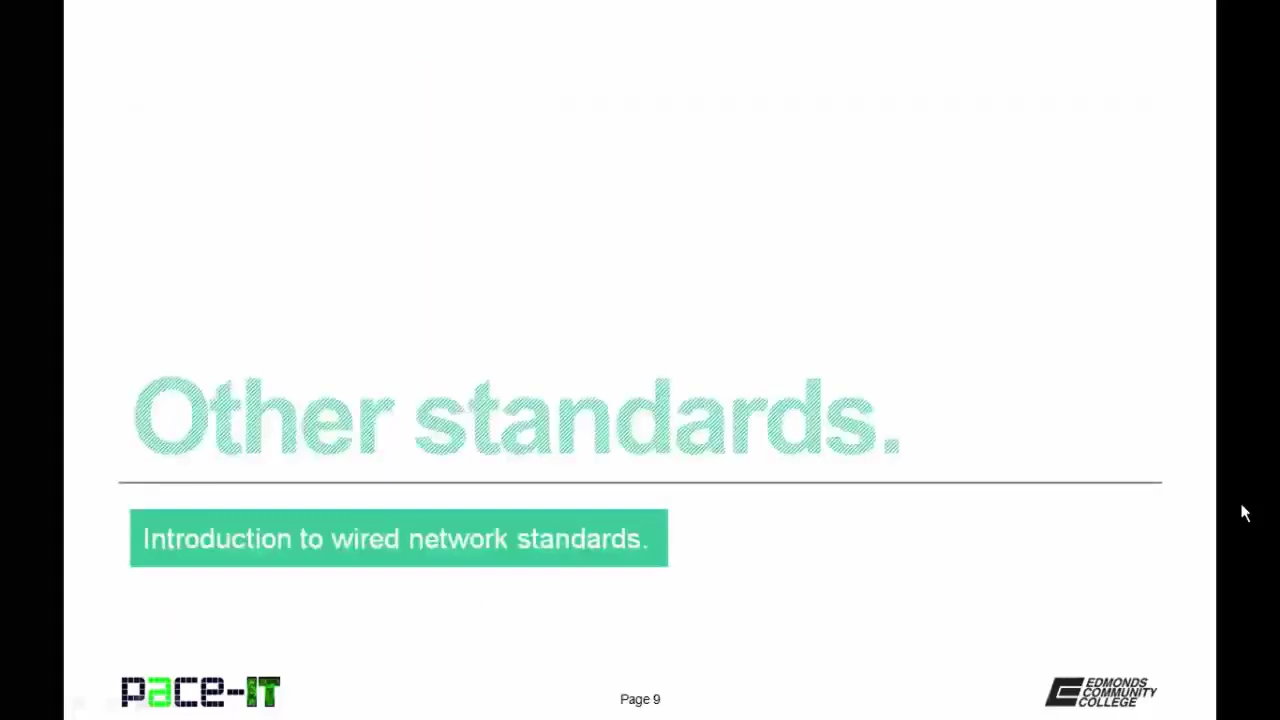 Other standards.
Introduction to wired network standards.
pace-IT
Page 9
EDMONDS
COMMUNITY
COLLEGE